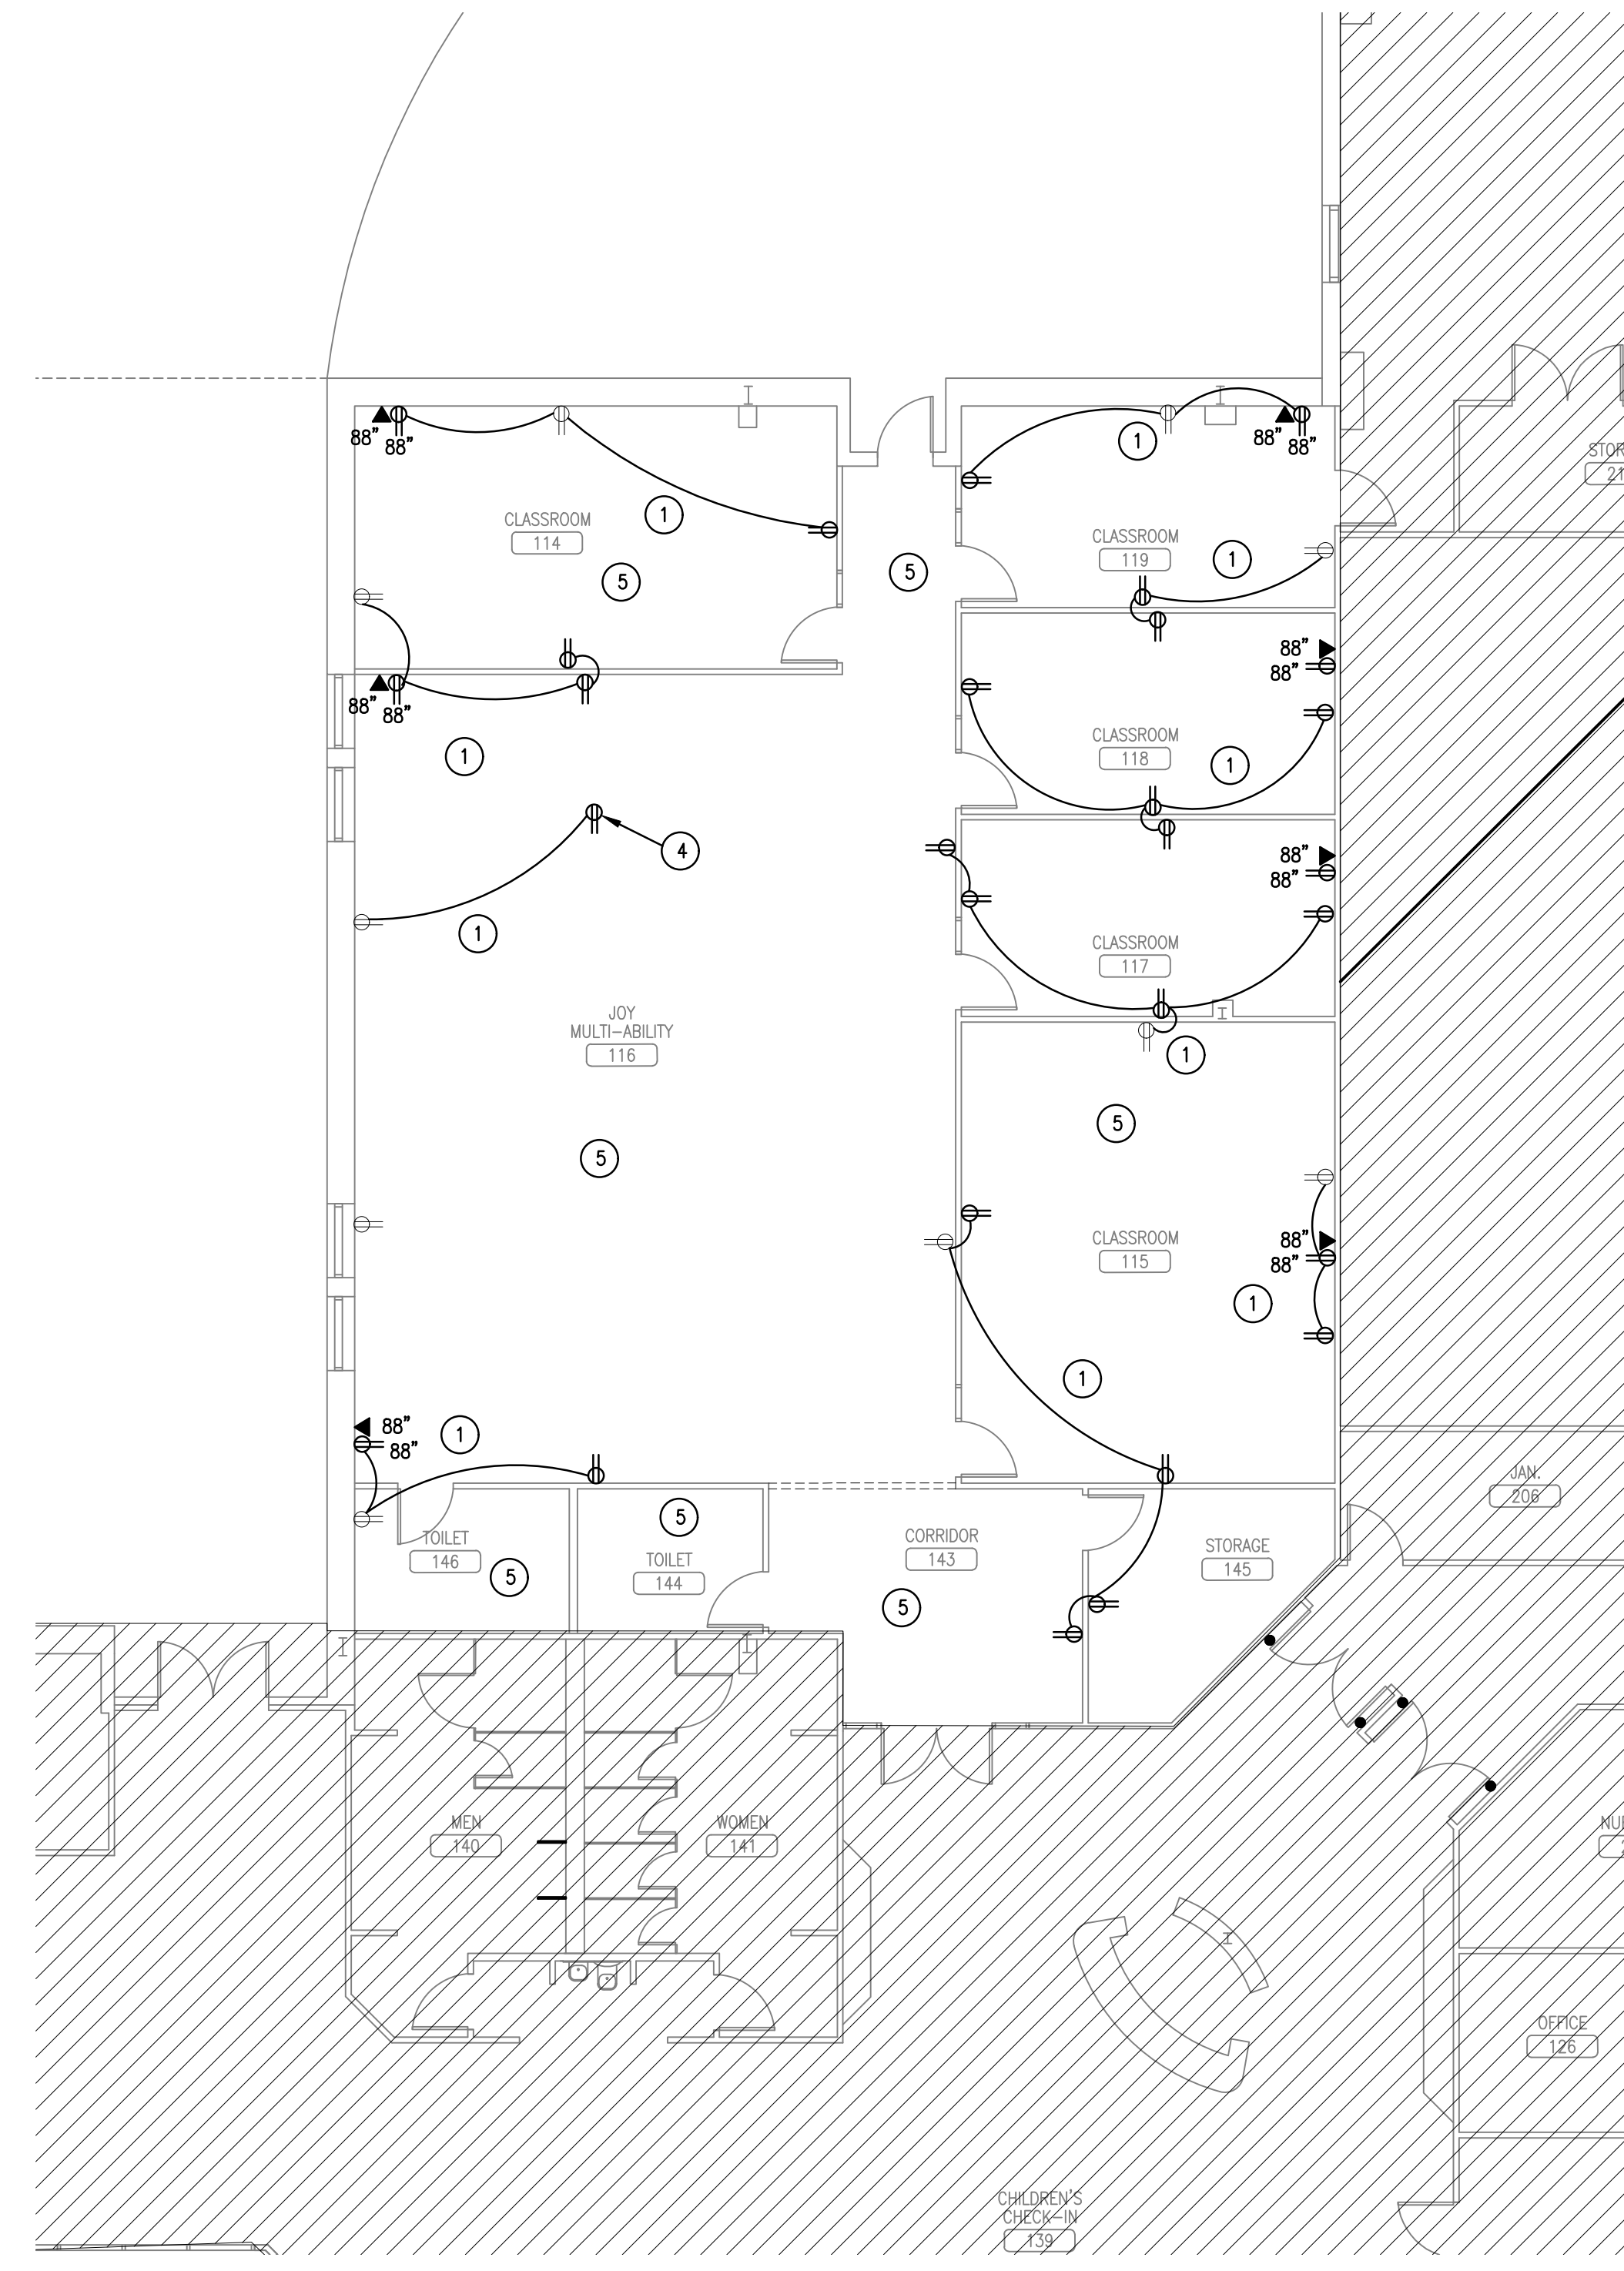 88"
88"
1
88"
88"
1
STOR
21
CLASSROOM
114
5
5
CLASSROOM
119
1
88"
88"
88"
88"
1
CLASSROOM
118
1
4
88"
88"
1
CLASSROOM
117
JOY
MULTI-ABILITY
116
1
5
5
88"
88"
CLASSROOM
115
1
1
88"
88"
1
JAN.
206
5
TOILET
146
5
TOILET
144
CORRIDOR
143
5
STORAGE
145
MEN
140
WOMEN
141
OFFICE
126
CHILDREN'S
CHECK-IN
139